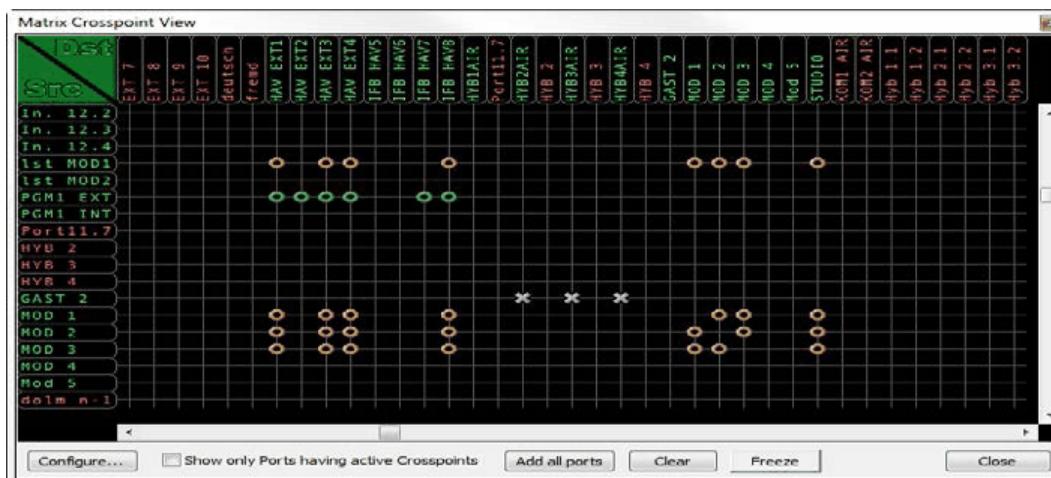 Matrix Crosspoint View
Dst
Src
EXT 7
EXT 8
EXT 9
EXT 10
deutsch
fremd
HAV EXT1
HAV EXT2
HAV EXT3
HAV EXT4
IFB HAV5
IFB HAV6
IFB HAV7
IFB HAV8
HYB1AIR
Port11.7
HYB2AIR
HYB 2
HYB3AIR
HYB 3
HYB4AIR
HYB 4
GAST 2
MOD 1
MOD 2
MOD 3
MOD 4
Mod 5
STUDIO
KOM1 AIR
KOM2 AIR
Hyb 1.1
Hyb 1.2
Hyb 2.1
Hyb 2.2
Hyb 3.1
Hyb 3.2
In. 12.2
In. 12.3
In. 12.4
lst MOD1
lst MOD2
PGM1 EXT
PGM1 INT
Port11.7
HYB 2
HYB 3
HYB 4
GAST 2
MOD 1
MOD 2
MOD 3
MOD 4
Mod 5
dolm n-1
Configure...
Show only Ports having active Crosspoints
Add all ports
Clear
Freeze
Close